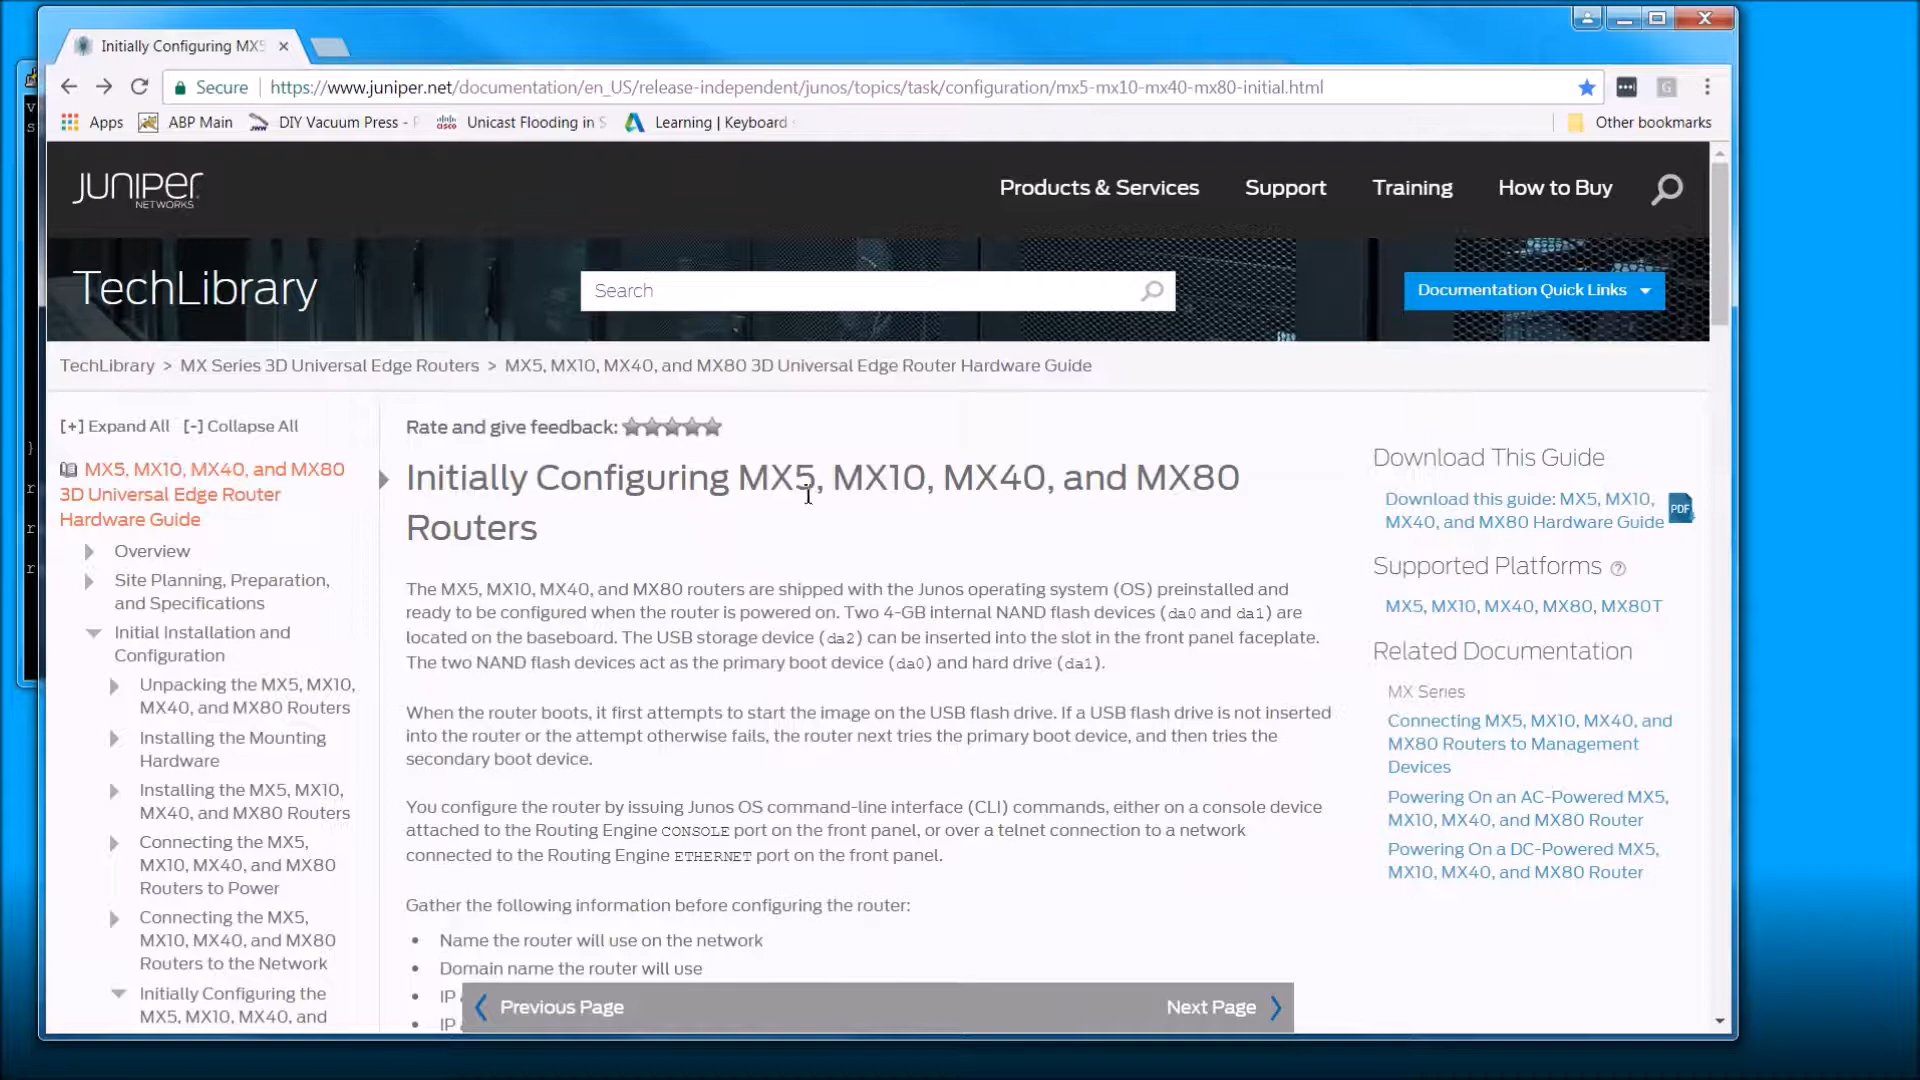 Initially Configuring MX5
Secure https://www.juniper.net/documentation/en_US/release-independent/junos/topics/task/configuration/mx5-mx10-mx40-mx80-initial.html
Apps ABP Main DIY Vacuum Press - Unicast Flooding in S Learning | Keyboard Other bookmarks
JUNIPER
NETWORKS
Products & Services Support Training How to Buy
TechLibrary
Search
Documentation Quick Links
TechLibrary > MX Series 3D Universal Edge Routers > MX5, MX10, MX40, and MX80 3D Universal Edge Router Hardware Guide
[+] Expand All [-] Collapse All
MX5, MX10, MX40, and MX80
3D Universal Edge Router
Hardware Guide
Overview
Site Planning, Preparation,
and Specifications
Initial Installation and
Configuration
Unpacking the MX5, MX10,
MX40, and MX80 Routers
Installing the Mounting
Hardware
Installing the MX5, MX10,
MX40, and MX80 Routers
Connecting the MX5,
MX10, MX40, and MX80
Routers to Power
Connecting the MX5,
MX10, MX40, and MX80
Routers to the Network
Initially Configuring the
MX5, MX10, MX40, and
Rate and give feedback:
Initially Configuring MX5, MX10, MX40, and MX80
Routers
The MX5, MX10, MX40, and MX80 routers are shipped with the Junos operating system (OS) preinstalled and
ready to be configured when the router is powered on. Two 4-GB internal NAND flash devices (da0 and da1) are
located on the baseboard. The USB storage device (da2) can be inserted into the slot in the front panel faceplate.
The two NAND flash devices act as the primary boot device (da0) and hard drive (da1).
When the router boots, it first attempts to start the image on the USB flash drive. If a USB flash drive is not inserted
into the router or the attempt otherwise fails, the router next tries the primary boot device, and then tries the
secondary boot device.
You configure the router by issuing Junos OS command-line interface (CLI) commands, either on a console device
attached to the Routing Engine CONSOLE port on the front panel, or over a telnet connection to a network
connected to the Routing Engine ETHERNET port on the front panel.
Gather the following information before configuring the router:
• Name the router will use on the network
• Domain name the router will use
• IP
• IP
Previous Page Next Page
Download This Guide
Download this guide: MX5, MX10,
MX40, and MX80 Hardware Guide
PDF
Supported Platforms
MX5, MX10, MX40, MX80, MX80T
Related Documentation
MX Series
Connecting MX5, MX10, MX40, and
MX80 Routers to Management
Devices
Powering On an AC-Powered MX5,
MX10, MX40, and MX80 Router
Powering On a DC-Powered MX5,
MX10, MX40, and MX80 Router